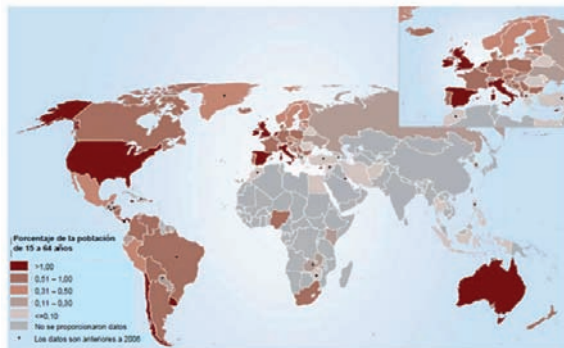 Porcentaje de la población
de 15 a 64 años
>1,00
0,51 – 1,00
0,31 – 0,50
0,11 – 0,30
<=0,10
No se proporcionaron datos
Los datos son anteriores a 2006